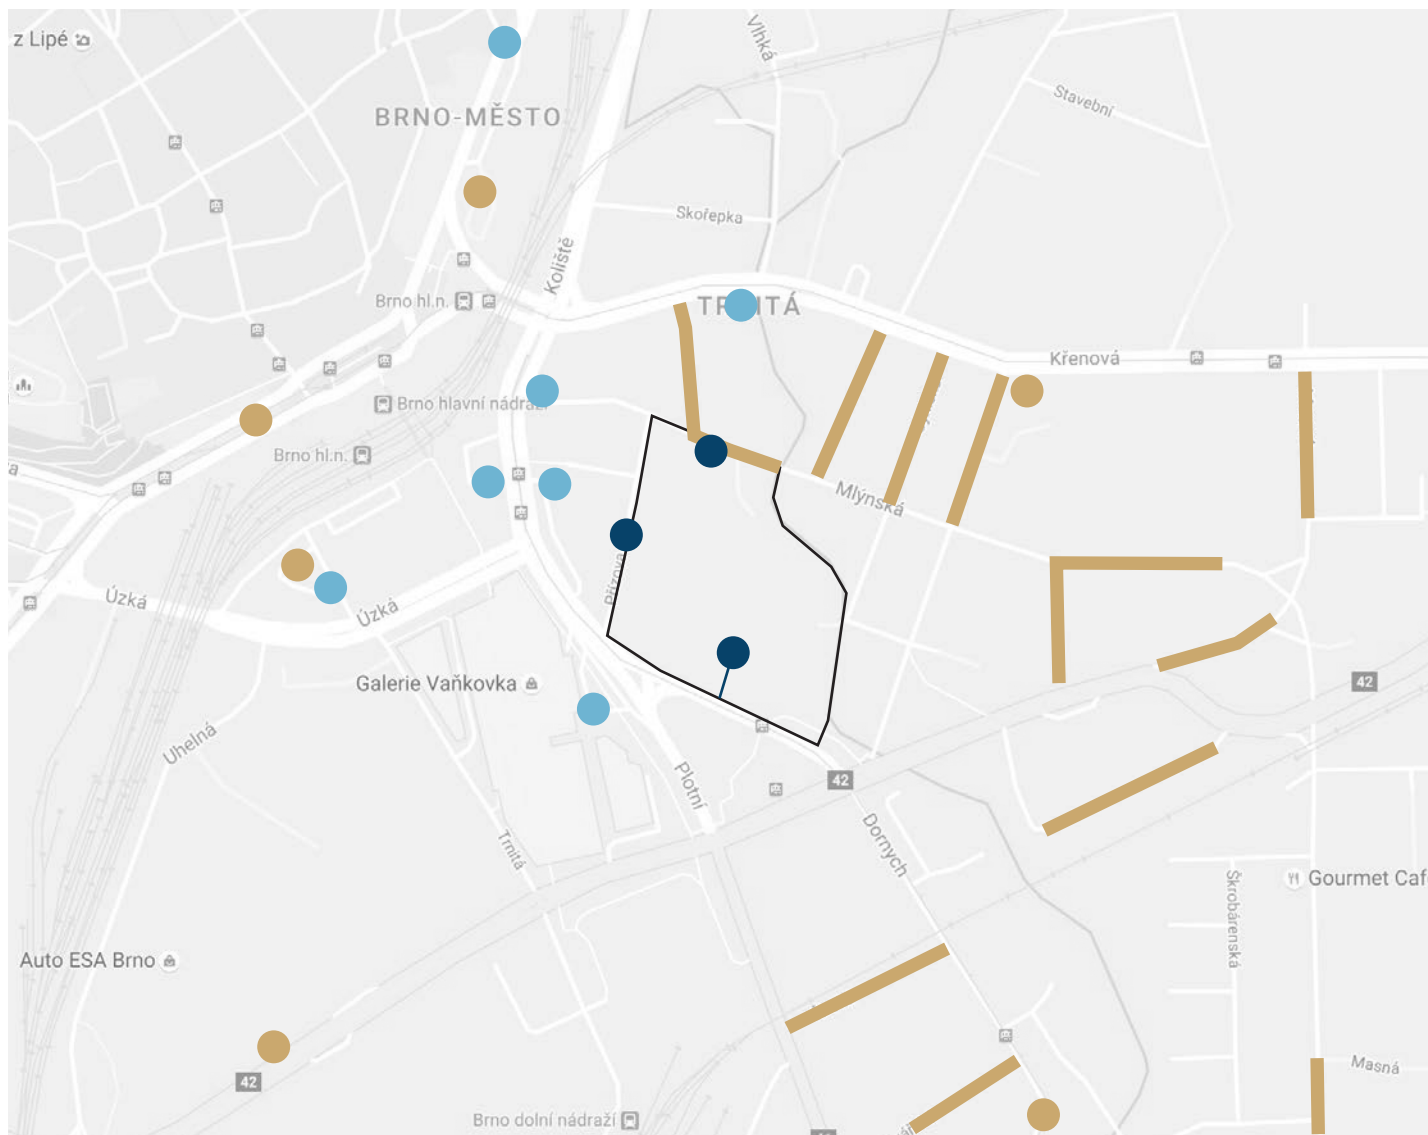 z Lipé
Vlhká
BRNO-MĚSTO
Stavební
Skořepka
Koliště
Brno hl.n.
Křenová
Brno hlavní nádraží
Brno hl.n.
Mlýnská
Přízova
Úzká
Úzká
Galerie Vaňkovka
42
Uhelná
Plotní
42
Dornych
Trnitá
Gourmet Caf
Škrobárenská
Auto ESA Brno
42
Masná
Brno dolní nádraží